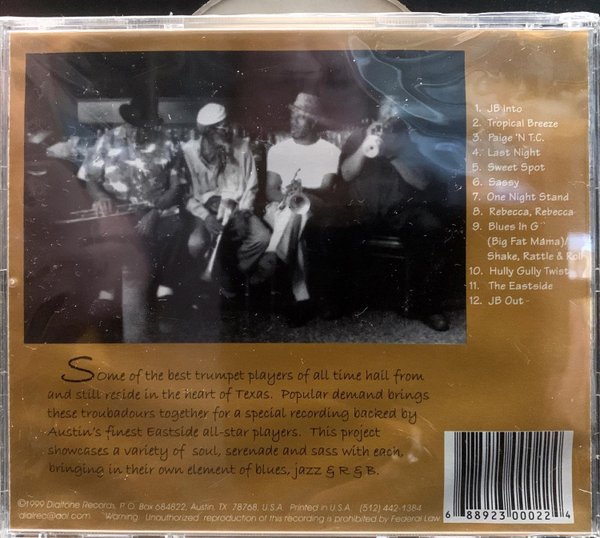 1. JB Into
2. Tropical Breeze
3. Paige 'N T.C.
4. Last Night
5. Sweet Spot
6. Sassy
7. One Night Stand
8. Rebecca, Rebecca
9. Blues In G
(Big Fat Mama)/
Shake, Rattle & Roll
10. Hully Gully Twist
11. The Eastside
12. JB Out
Some of the best trumpet players of all time hail from
and still reside in the heart of Texas. Popular demand brings
these troubadours together for a special recording backed by
Austin's finest Eastside all-star players. This project
showcases a variety of soul, serenade and sass with each
bringing in their own element of blues, jazz & R & B.
©1999 Dialtone Records, P.O. Box 684822, Austin, TX 78768, U.S.A. Printed in U.S.A. (512) 442-1384
dialrec@aol.com Warning: Unauthorized reproduction of this recording is prohibited by Federal Law
6 88923 00022 4